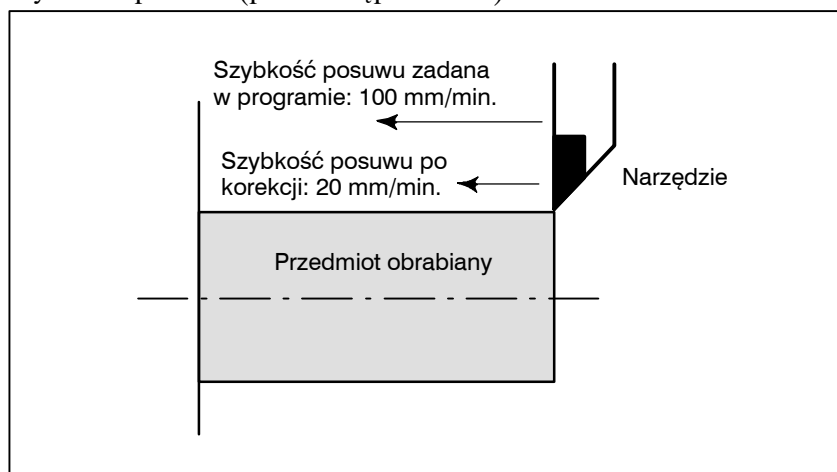 Szybkość posuwu zadana
w programie: 100 mm/min.
Szybkość posuwu po
korekcji: 20 mm/min.
Narzędzie
Przedmiot obrabiany